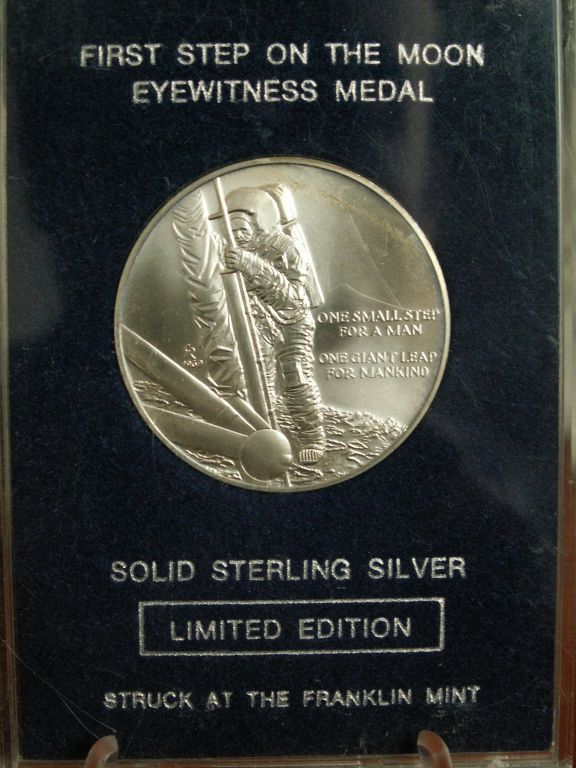 FIRST STEP ON THE MOON
EYEWITNESS MEDAL
ONE SMALL STEP
FOR A MAN
ONE GIANT LEAP
FOR MANKIND
1969
SOLID STERLING SILVER
LIMITED EDITION
STRUCK AT THE FRANKLIN MINT